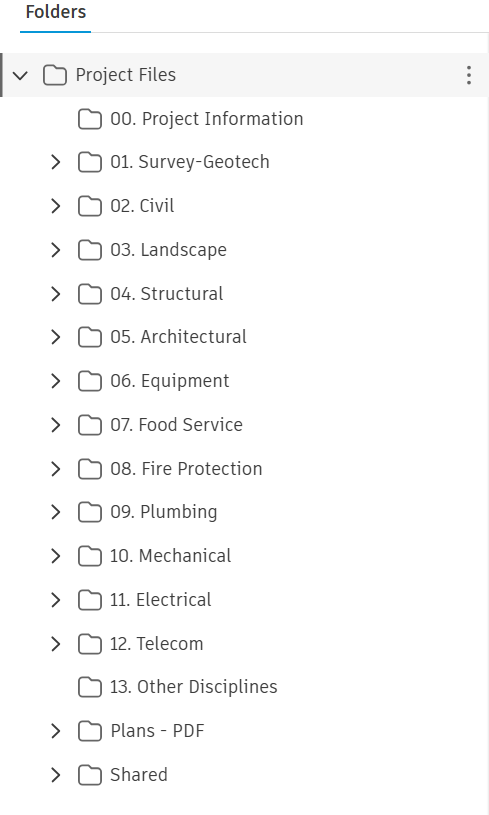 Folders
Project Files
00. Project Information
01. Survey-Geotech
02. Civil
03. Landscape
04. Structural
05. Architectural
06. Equipment
07. Food Service
08. Fire Protection
09. Plumbing
10. Mechanical
11. Electrical
12. Telecom
13. Other Disciplines
Plans - PDF
Shared